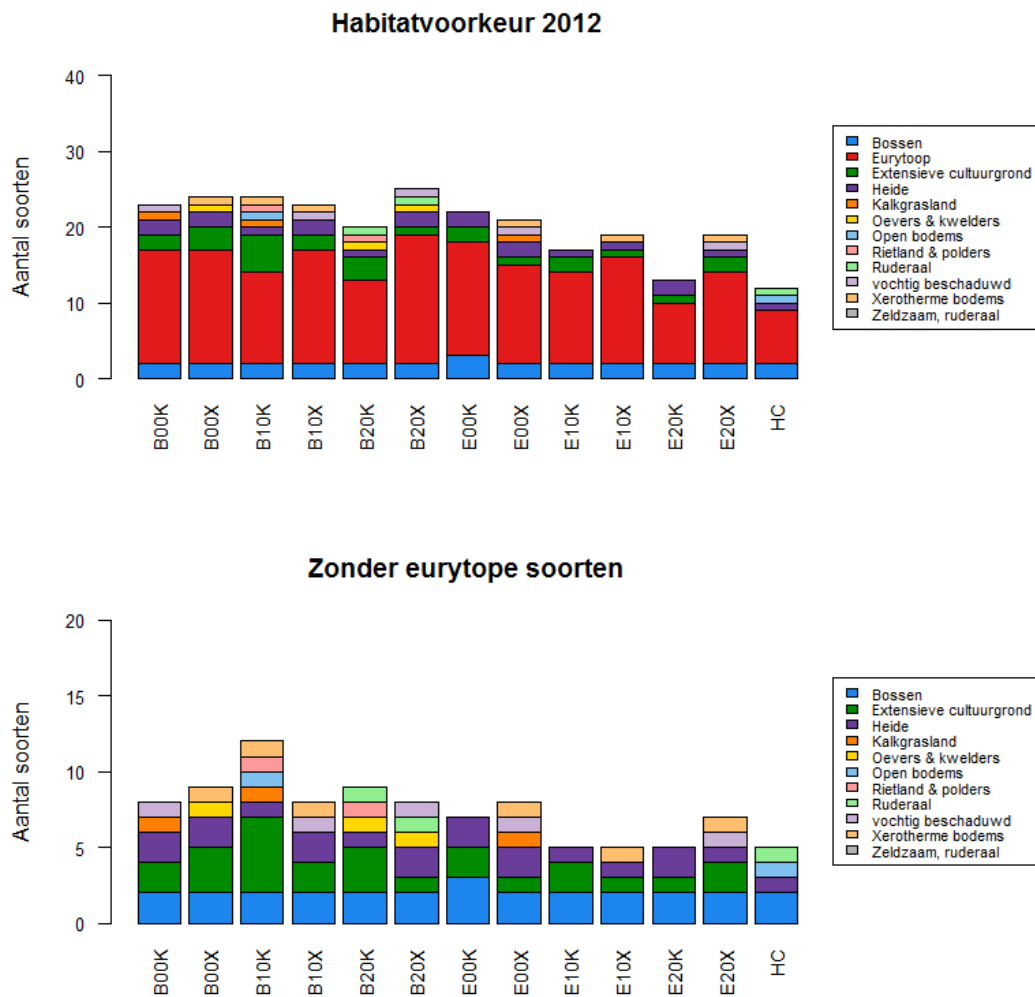 Habitatvoorkeur 2012
Aantal soorten
40
30
20
10
0
B00K
B00X
B10K
B10X
B20K
B20X
E00K
E00X
E10K
E10X
E20K
E20X
HC
Bossen
Eurytoop
Extensieve cultuurgrond
Heide
Kalkgrasland
Oevers & kwelders
Open bodems
Rietland & polders
Ruderaal
vochtig beschaduwd
Xerotherme bodems
Zeldzaam, ruderaal
Zonder eurytope soorten
Aantal soorten
20
15
10
5
0
B00K
B00X
B10K
B10X
B20K
B20X
E00K
E00X
E10K
E10X
E20K
E20X
HC
Bossen
Extensieve cultuurgrond
Heide
Kalkgrasland
Oevers & kwelders
Open bodems
Rietland & polders
Ruderaal
vochtig beschaduwd
Xerotherme bodems
Zeldzaam, ruderaal